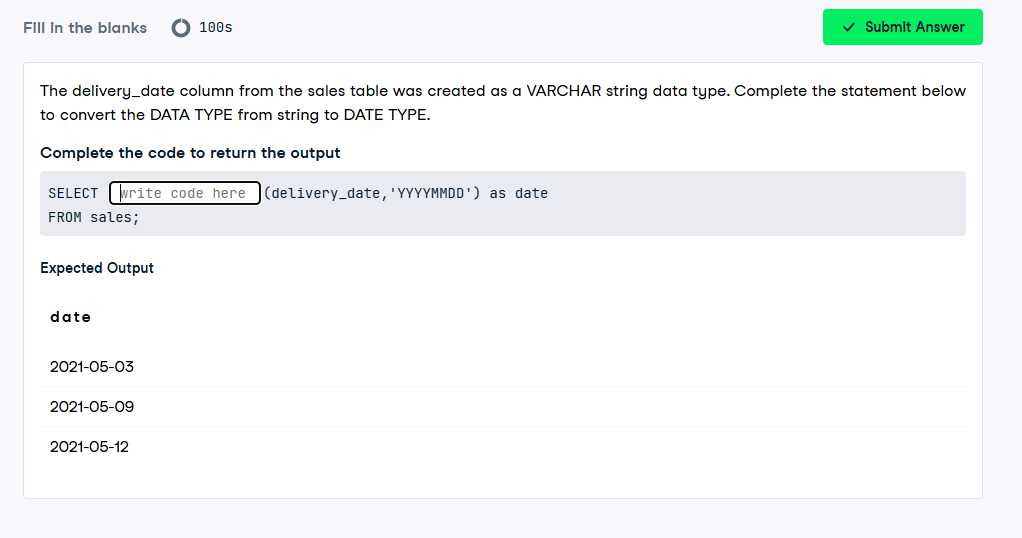 Fill in the blanks
100s
Submit Answer
The delivery_date column from the sales table was created as a VARCHAR string data type. Complete the statement below
to convert the DATA TYPE from string to DATE TYPE.
Complete the code to return the output
SELECT write code here (delivery_date,'YYYYMMDD') as date
FROM sales;
Expected Output
date
2021-05-03
2021-05-09
2021-05-12